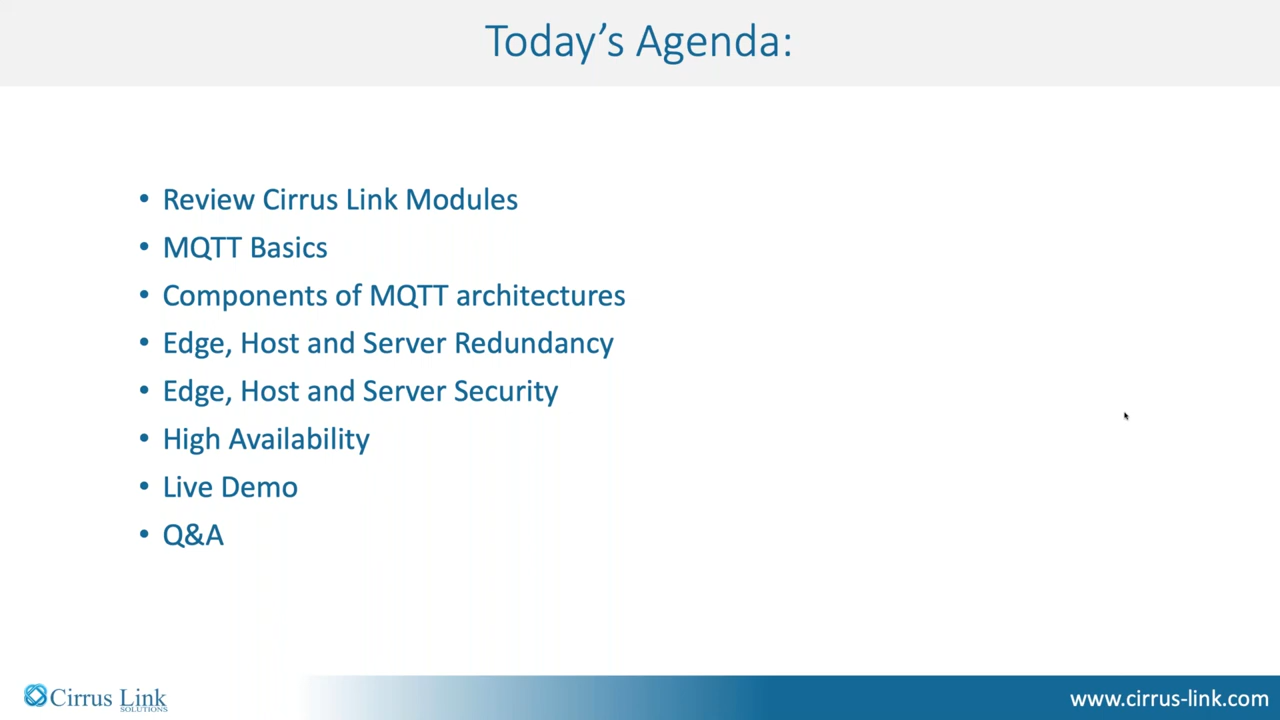 Today's Agenda:
• Review Cirrus Link Modules
• MQTT Basics
• Components of MQTT architectures
• Edge, Host and Server Redundancy
• Edge, Host and Server Security
• High Availability
• Live Demo
• Q&A
Cirrus Link
SOLUTIONS
www.cirrus-link.com